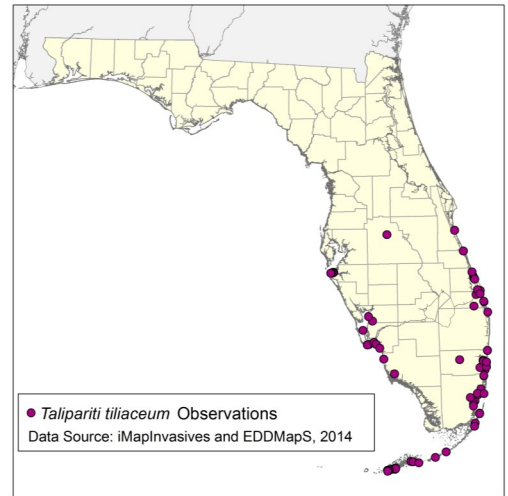 Talipariti tiliaceum Observations
Data Source: iMapInvasives and EDDMapS, 2014